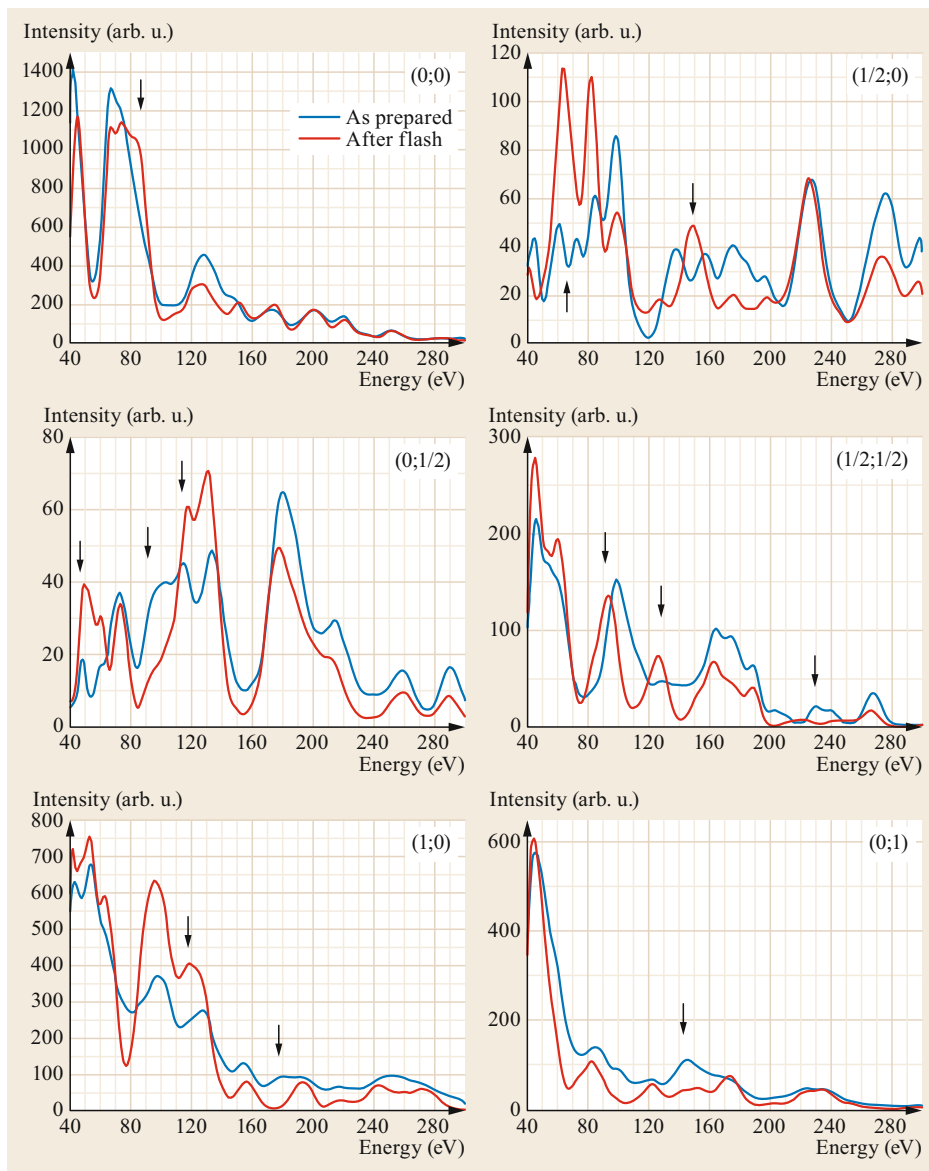 Intensity (arb. u.)
(0;0)
As prepared
After flash
1400
1200
1000
800
600
400
200
0
40 80 120 160 200 240 280
Energy (eV)
Intensity (arb. u.)
(1/2;0)
120
100
80
60
40
20
0
40 80 120 160 200 240 280
Energy (eV)
Intensity (arb. u.)
(0;1/2)
80
60
40
20
0
40 80 120 160 200 240 280
Energy (eV)
Intensity (arb. u.)
(1/2;1/2)
300
200
100
0
40 80 120 160 200 240 280
Energy (eV)
Intensity (arb. u.)
(1;0)
800
700
600
500
400
300
200
100
0
40 80 120 160 200 240 280
Energy (eV)
Intensity (arb. u.)
(0;1)
600
400
200
0
40 80 120 160 200 240 280
Energy (eV)